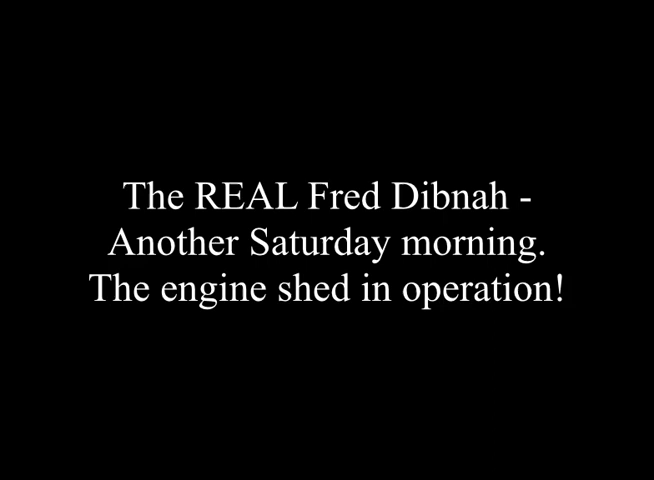 The REAL Fred Dibnah -
Another Saturday morning.
The engine shed in operation!